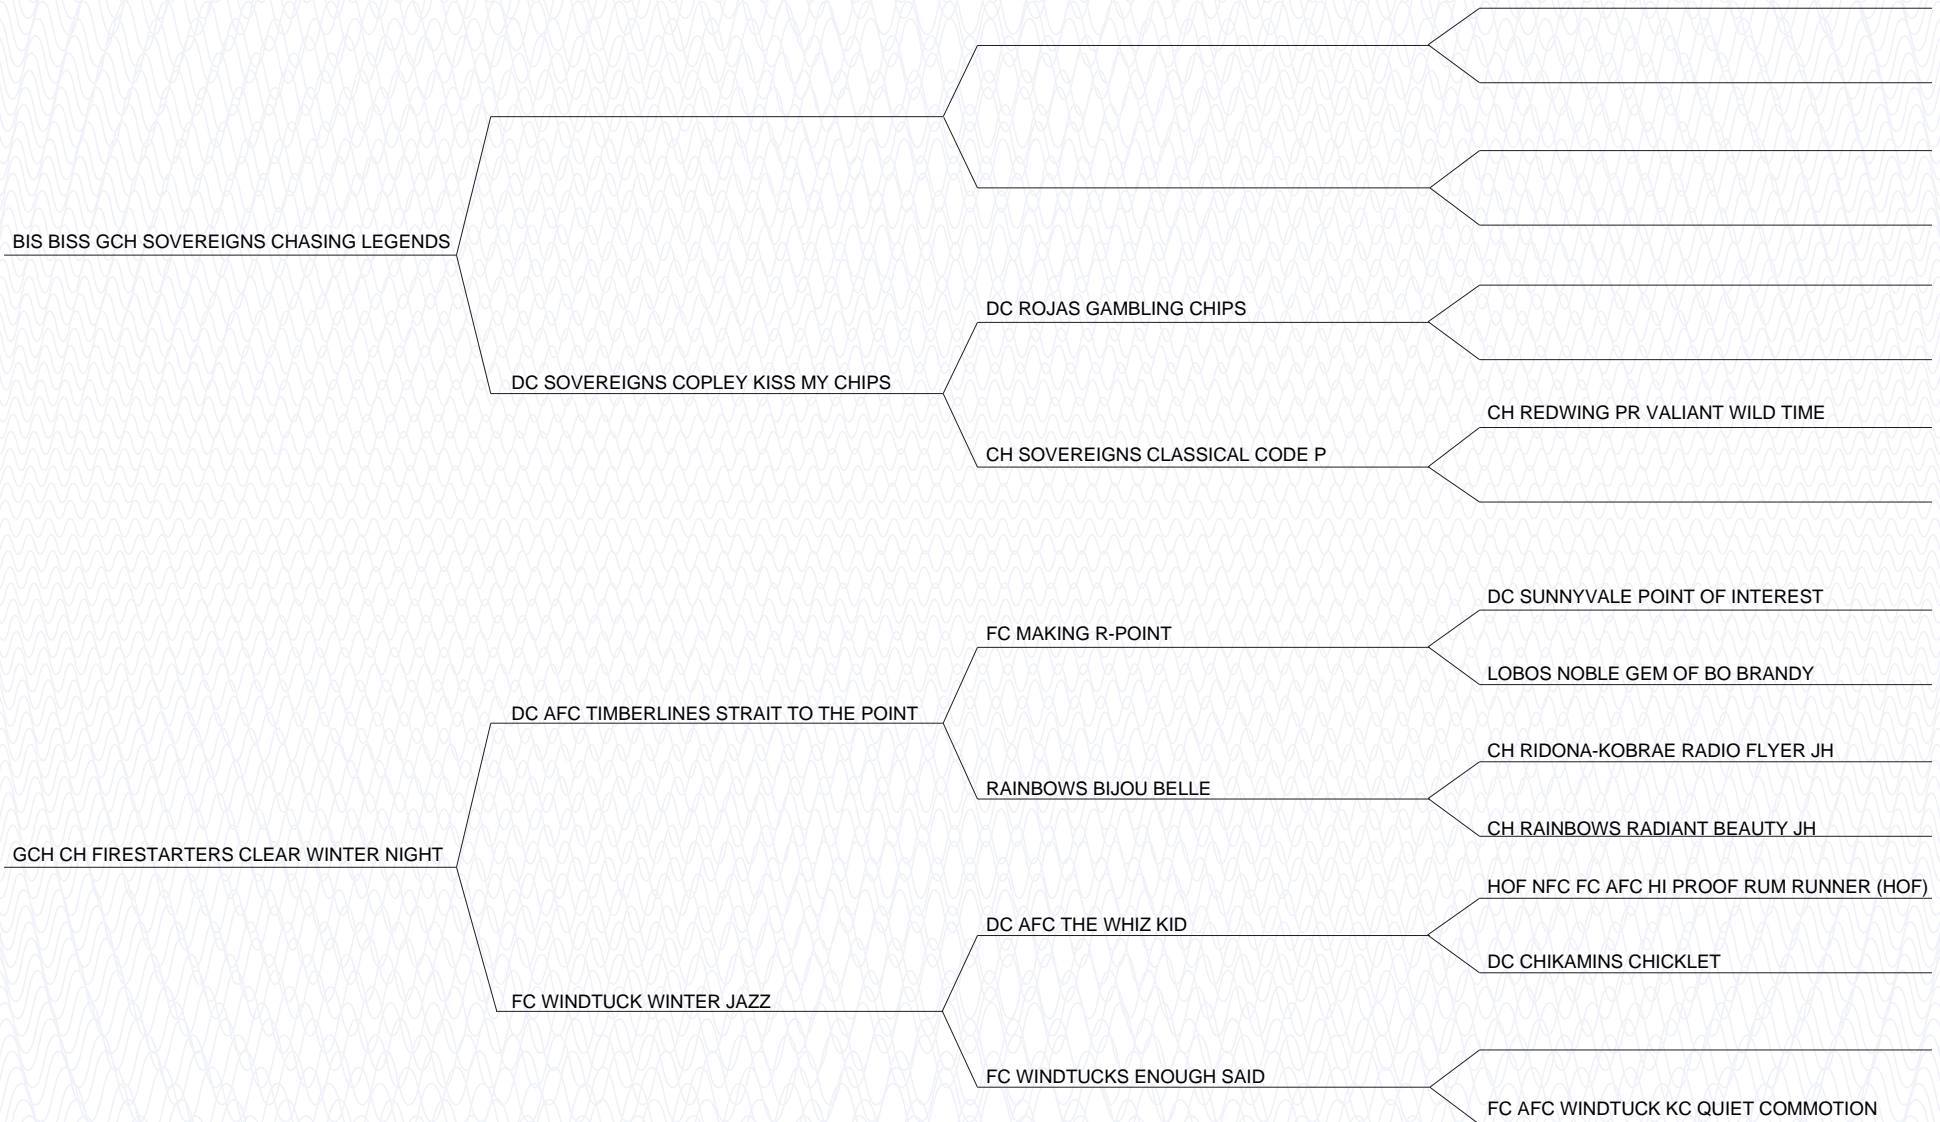 BIS BISS GCH SOVEREIGNS CHASING LEGENDS
DC ROJAS GAMBLING CHIPS
DC SOVEREIGNS COPLEY KISS MY CHIPS
CH REDWING PR VALIANT WILD TIME
CH SOVEREIGNS CLASSICAL CODE P
DC SUNNYVALE POINT OF INTEREST
FC MAKING R-POINT
LOBOS NOBLE GEM OF BO BRANDY
DC AFC TIMBERLINES STRAIT TO THE POINT
CH RIDONA-KOBRAE RADIO FLYER JH
RAINBOWS BIJOU BELLE
CH RAINBOWS RADIANT BEAUTY JH
GCH CH FIRESTARTERS CLEAR WINTER NIGHT
HOF NFC FC AFC HI PROOF RUM RUNNER (HOF)
DC AFC THE WHIZ KID
DC CHIKAMINS CHICKLET
FC WINDTUCK WINTER JAZZ
FC WINDTUCKS ENOUGH SAID
FC AFC WINDTUCK KC QUIET COMMOTION